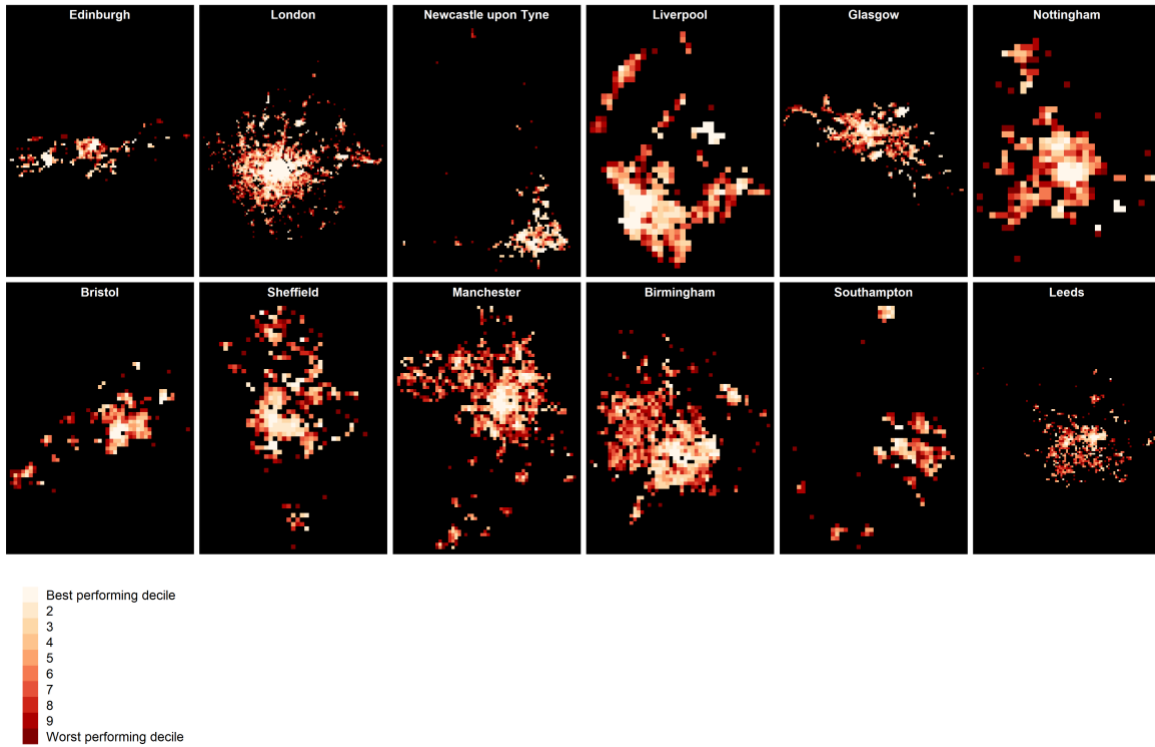 Edinburgh
London
Newcastle upon Tyne
Liverpool
Glasgow
Nottingham
Bristol
Sheffield
Manchester
Birmingham
Southampton
Leeds
Best performing decile
2
3
4
5
6
7
8
9
Worst performing decile